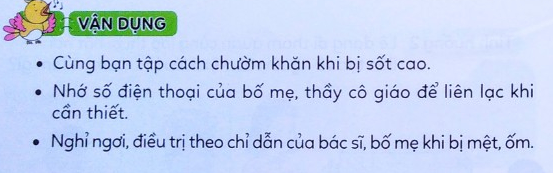 VẬN DỤNG
• Cùng bạn tập cách chườm khăn khi bị sốt cao.
• Nhớ số điện thoại của bố mẹ, thầy cô giáo để liên lạc khi
cần thiết.
• Nghỉ ngơi, điều trị theo chỉ dẫn của bác sĩ, bố mẹ khi bị mệt, ốm.